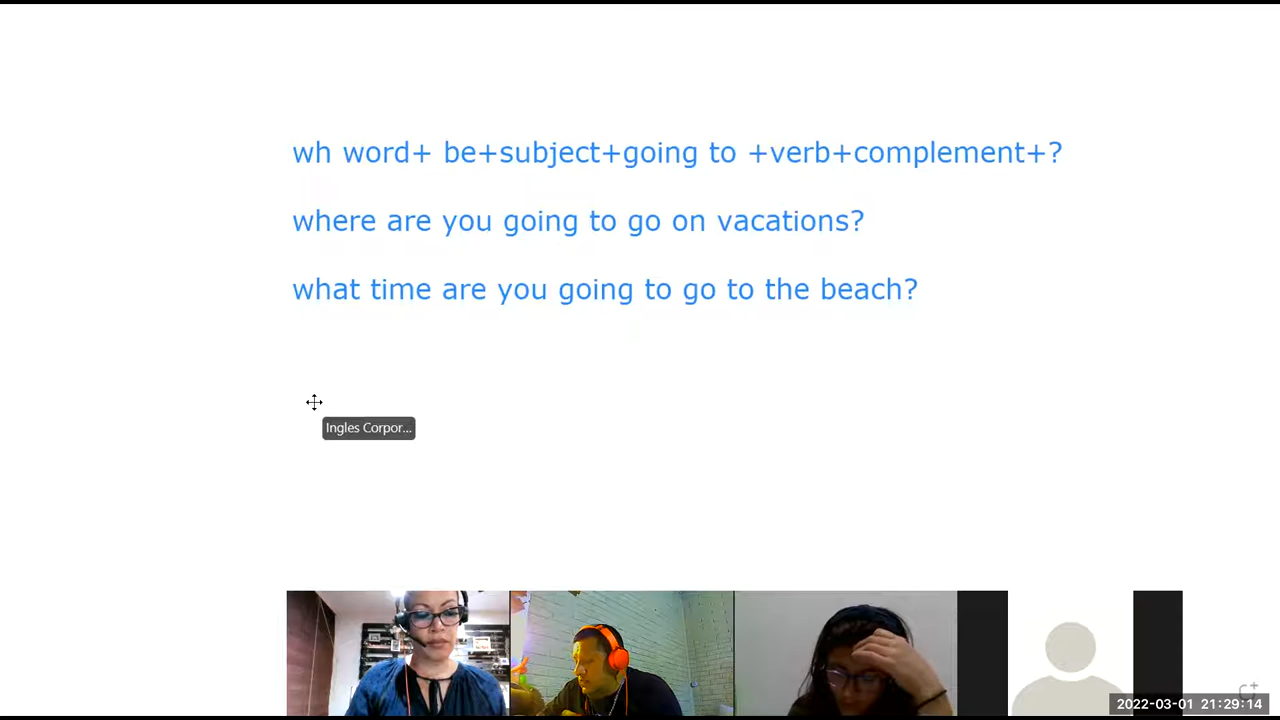 wh word+ be+subject+going to +verb+complement+?
where are you going to go on vacations?
what time are you going to go to the beach?
Ingles Corpor...
2022-03-01 21:29:14